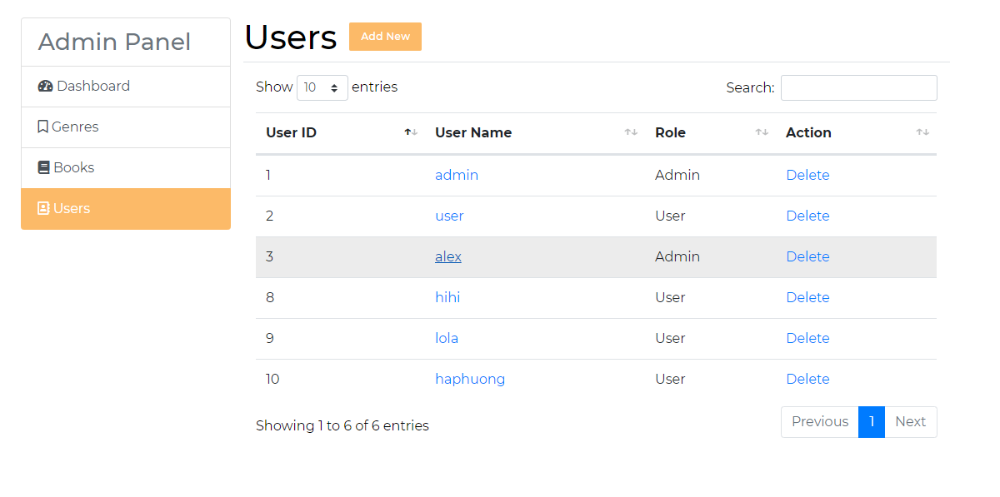 Admin Panel
Dashboard
Genres
Books
Users
Users Add New
Show 10 entries Search:
User ID User Name Role Action
1 admin Admin Delete
2 user User Delete
3 alex Admin Delete
8 hihi User Delete
9 lola User Delete
10 haphuong User Delete
Showing 1 to 6 of 6 entries Previous 1 Next